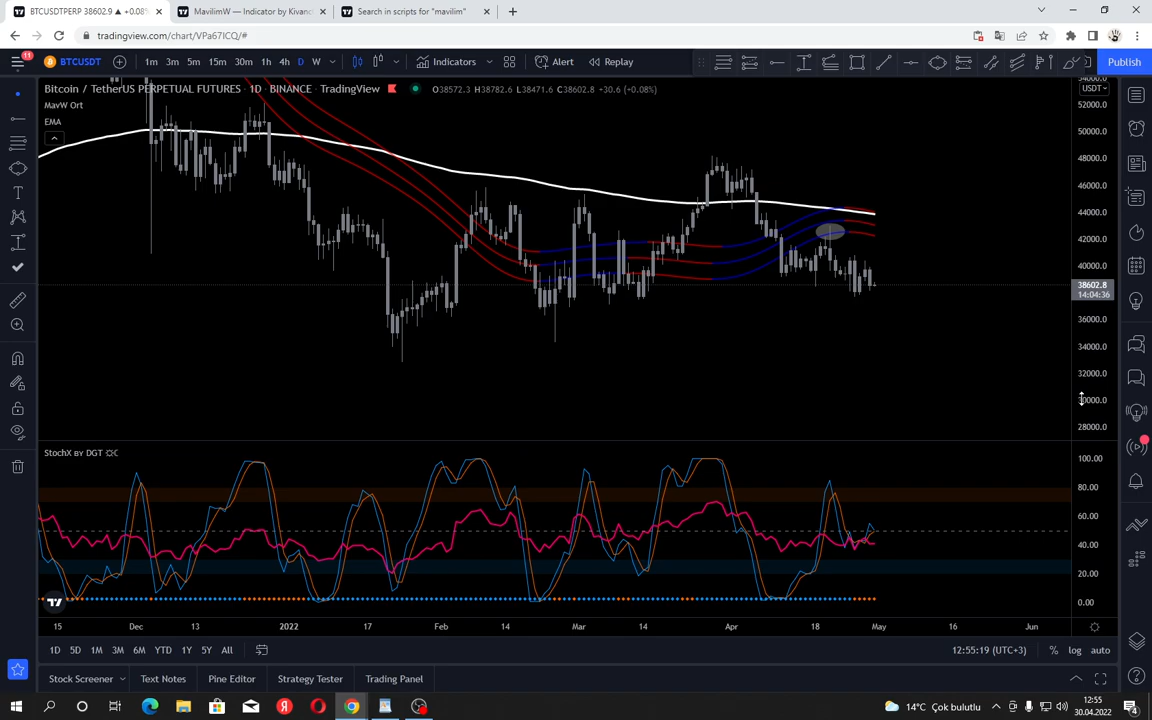 BTCUSDTPERP 38602.9 ▲ +0.08%
MavilimW — Indicator by Kivanc
Search in scripts for "mavilim"
tradingview.com/chart/VPa67ICQ/#
11
BTCUSDT
1m 3m 5m 15m 30m 1h 4h D W
Indicators
Alert
Replay
Publish
Bitcoin / TetherUS PERPETUAL FUTURES · 1D · BINANCE · TradingView
O38572.3 H38782.6 L38471.6 C38602.8 +30.6 (+0.08%)
USDT
MavW Ort
EMA
54000.0
52000.0
50000.0
48000.0
46000.0
44000.0
42000.0
40000.0
38602.8
14:04:36
36000.0
34000.0
32000.0
30000.0
28000.0
StochX BY DGT
100.00
80.00
60.00
40.00
20.00
0.00
15 Dec 13 2022 17 Feb 14 Mar 14 Apr 18 May 16 Jun
1D 5D 1M 3M 6M YTD 1Y 5Y All
12:55:19 (UTC+3)
% log auto
Stock Screener
Text Notes
Pine Editor
Strategy Tester
Trading Panel
14°C Çok bulutlu
12:55
30.04.2022
4